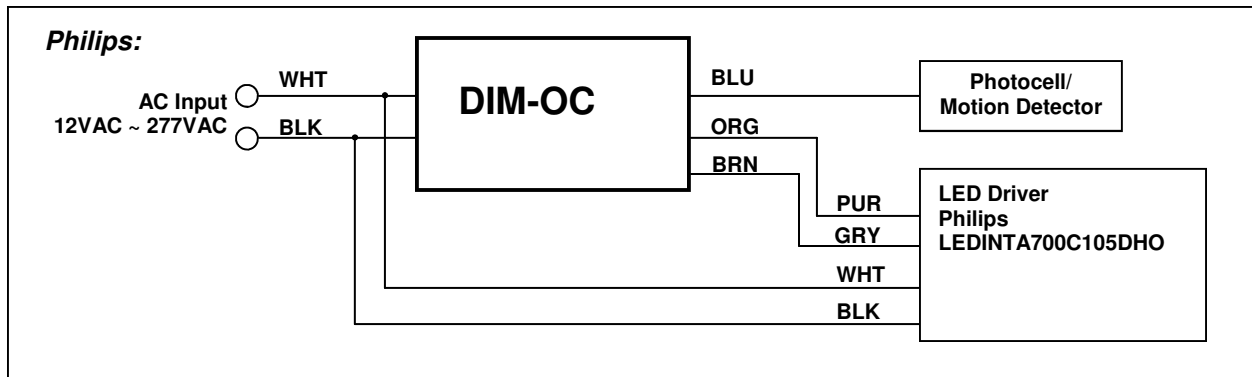 Philips:
WHT
AC Input
12VAC ~ 277VAC
BLK
DIM-OC
BLU
ORG
BRN
Photocell/
Motion Detector
PUR
GRY
WHT
BLK
LED Driver
Philips
LEDINTA700C105DHO